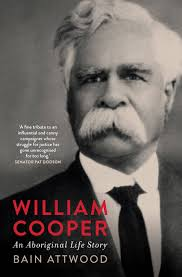 'A fine tribute to an
influential and canny
campaigner whose
struggle for justice has
gone unrecognised
for too long.'
SENATOR PAT DODSON
WILLIAM
COOPER
An Aboriginal Life Story
BAIN ATTWOOD